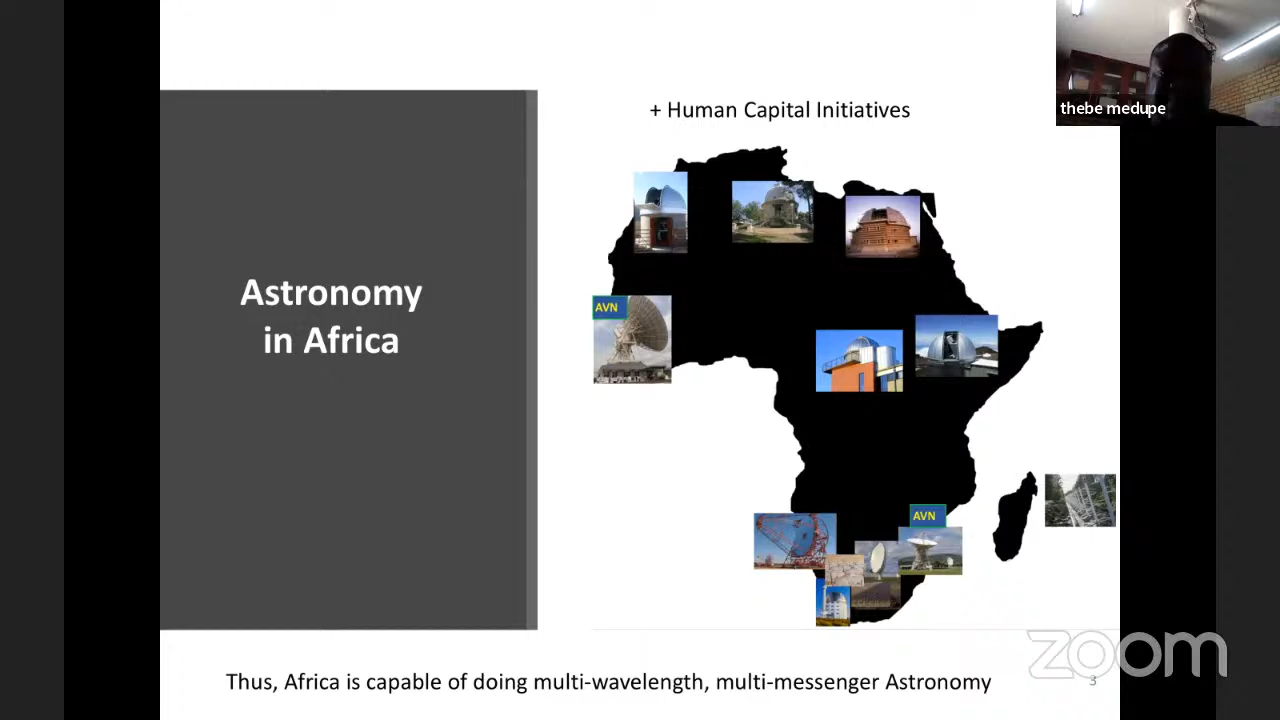 + Human Capital Initiatives
thebe medupe
Astronomy
in Africa
AVN
AVN
zoom
Thus, Africa is capable of doing multi-wavelength, multi-messenger Astronomy
3